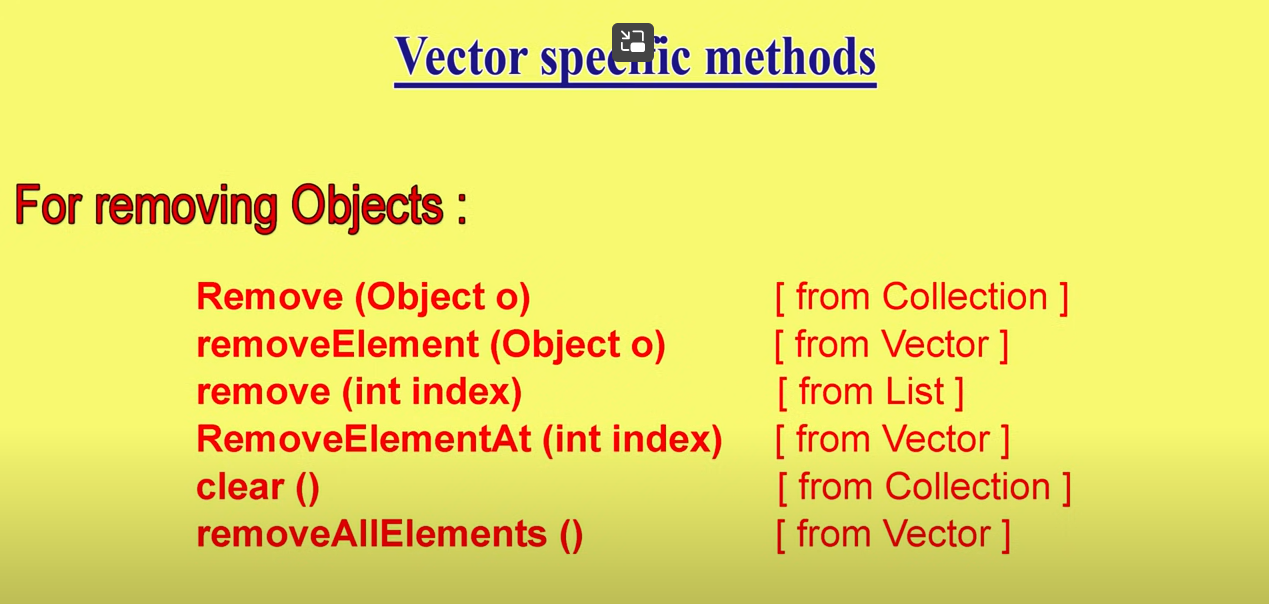 Vector specific methods
For removing Objects :
Remove (Object o) [ from Collection ]
removeElement (Object o) [ from Vector ]
remove (int index) [ from List ]
RemoveElementAt (int index) [ from Vector ]
clear () [ from Collection ]
removeAllElements () [ from Vector ]